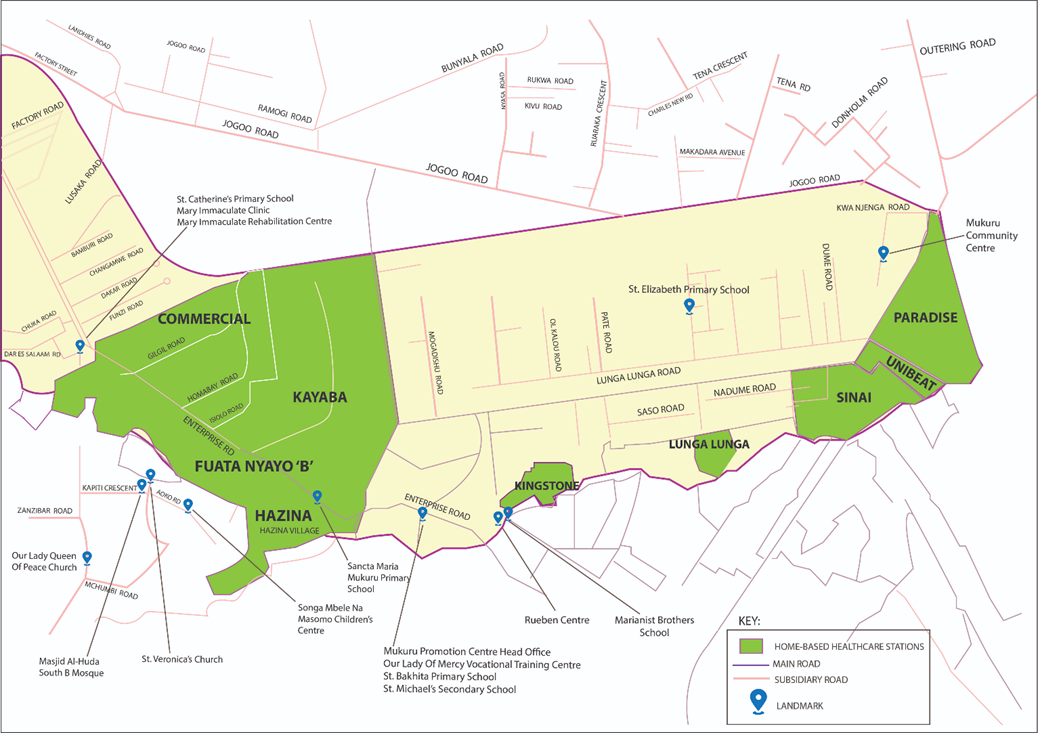 LANDHIES ROAD
JOGOO ROAD
FACTORY STREET
BUNYALA ROAD
OUTERING ROAD
TENA CRESCENT
RUKWA ROAD
NYASA ROAD
KIVU ROAD
RUARAKA CRESCENT
CHARLES NEW RD
TENA RD
DONHOLM ROAD
FACTORY ROAD
RAMOGI ROAD
JOGOO ROAD
MAKADARA AVENUE
LUSAKA ROAD
JOGOO ROAD
JOGOO ROAD
St. Catherine's Primary School
Mary Immaculate Clinic
Mary Immaculate Rehabilitation Centre
KWA NJENGA ROAD
Mukuru
Community
Centre
BAMBURI ROAD
CHANGAMWE ROAD
DAKAR ROAD
FUNZI ROAD
DUME ROAD
St. Elizabeth Primary School
CHUKA ROAD
COMMERCIAL
PARADISE
DAR ES SALAAM RD
GILGIL ROAD
MOGADISHU ROAD
OL KALOU ROAD
PATE ROAD
LUNGA LUNGA ROAD
UNIBEAT
HOMABAY ROAD
KAYABA
NADUME ROAD
SINAI
ISIOLO ROAD
SASO ROAD
ENTERPRISE RD
LUNGA LUNGA
FUATA NYAYO 'B'
KINGSTONE
KAPITI CRESCENT
AOKO RD
ENTERPRISE ROAD
ZANZIBAR ROAD
HAZINA
HAZINA VILLAGE
Our Lady Queen
Of Peace Church
MCHUMBI ROAD
Sancta Maria
Mukuru Primary
School
Songa Mbele Na
Masomo Children's
Centre
Rueben Centre
Marianist Brothers
School
Masjid Al-Huda
South B Mosque
St. Veronica's Church
Mukuru Promotion Centre Head Office
Our Lady Of Mercy Vocational Training Centre
St. Bakhita Primary School
St. Michael's Secondary School
KEY:
HOME-BASED HEALTHCARE STATIONS
MAIN ROAD
SUBSIDIARY ROAD
LANDMARK